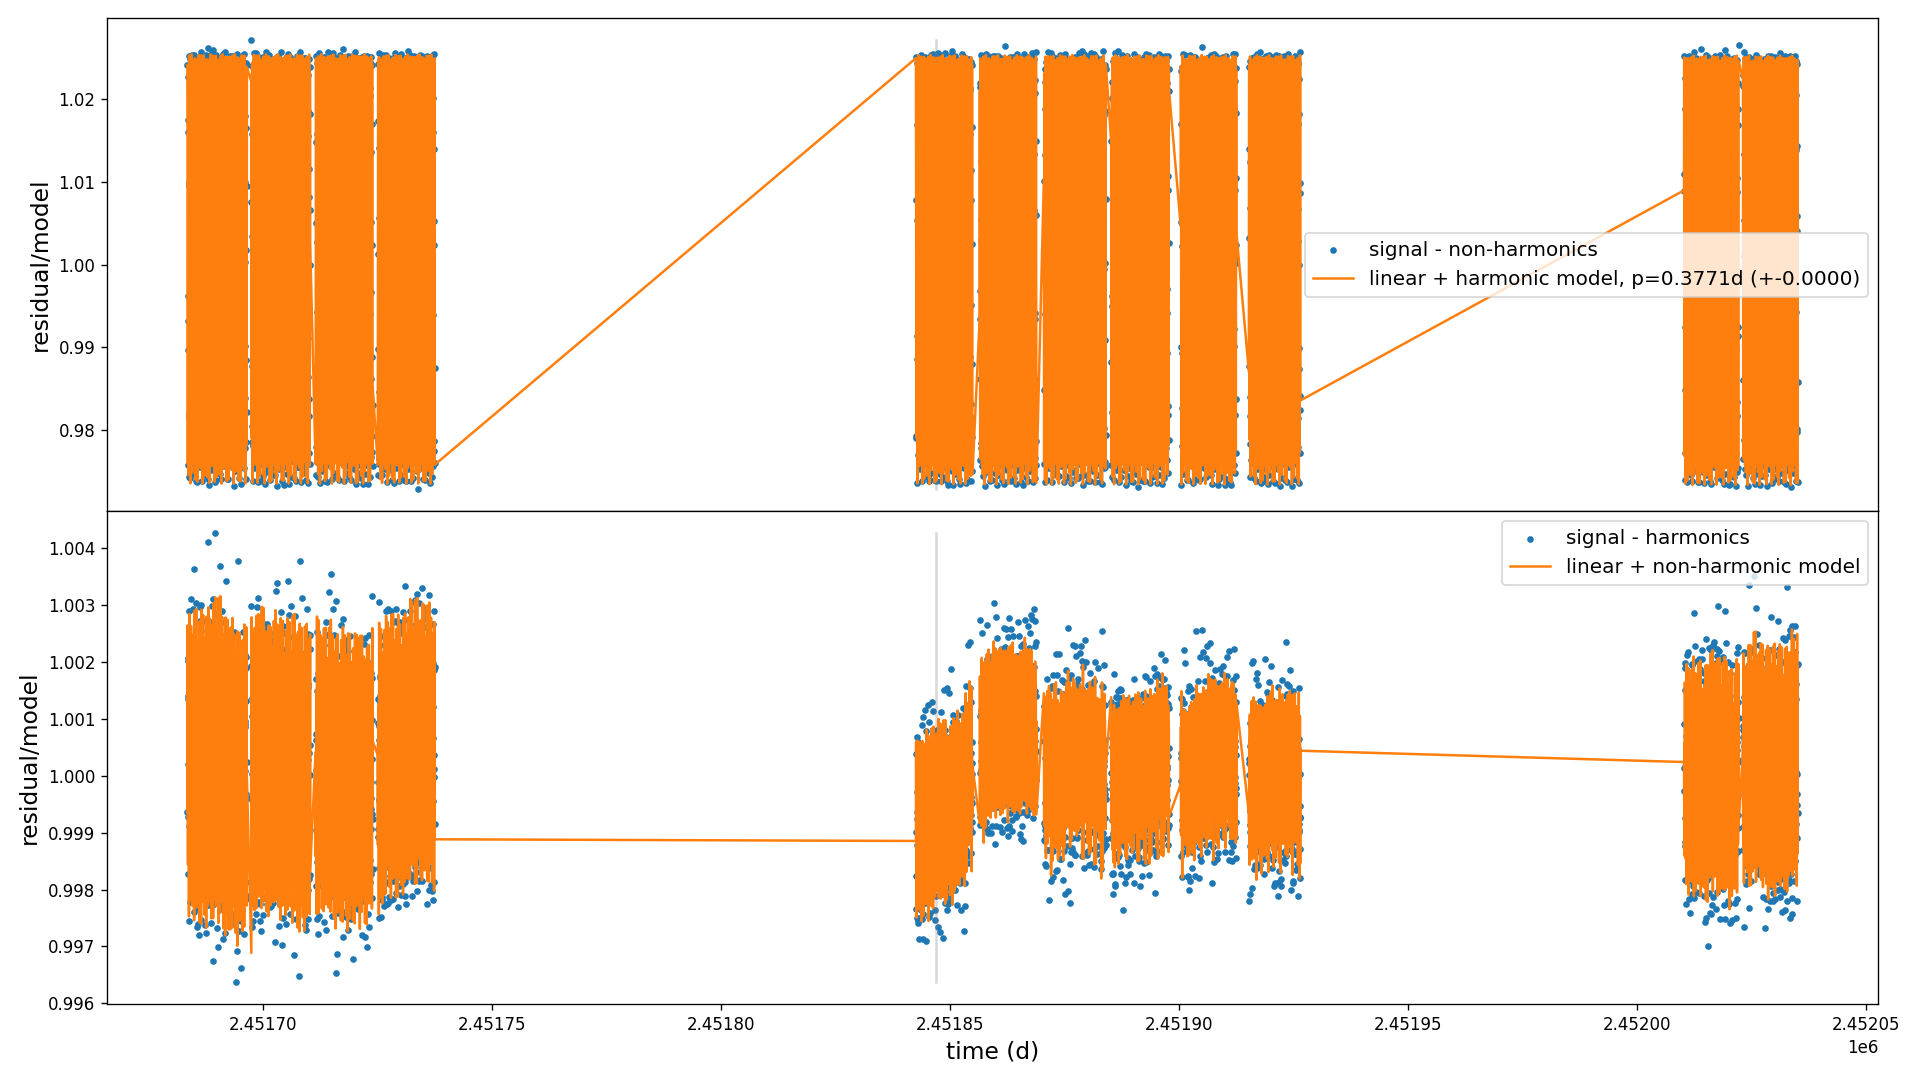 1.02
1.01
1.00
0.99
0.98
residual/model
signal - non-harmonics
linear + harmonic model, p=0.3771d (+-0.0000)
1.004
1.003
1.002
1.001
1.000
0.999
0.998
0.997
0.996
residual/model
signal - harmonics
linear + non-harmonic model
2.45170
2.45175
2.45180
2.45185
2.45190
2.45195
2.45200
2.45205
1e6
time (d)